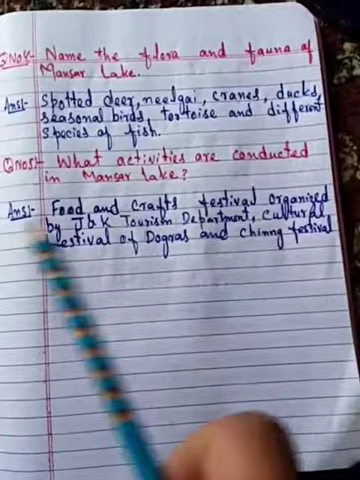 Q.No4:- Name the flora and fauna of
Mansar Lake.
Ans:- Spotted deer, neelgai, cranes, ducks,
seasonal birds, tortoise and different
species of fish.
Q.No5:- What activities are conducted
in Mansar Lake?
Ans:- Food and crafts festival organized
by J&K Tourism Department, Cultural
festival of Dogras and Chinng festival